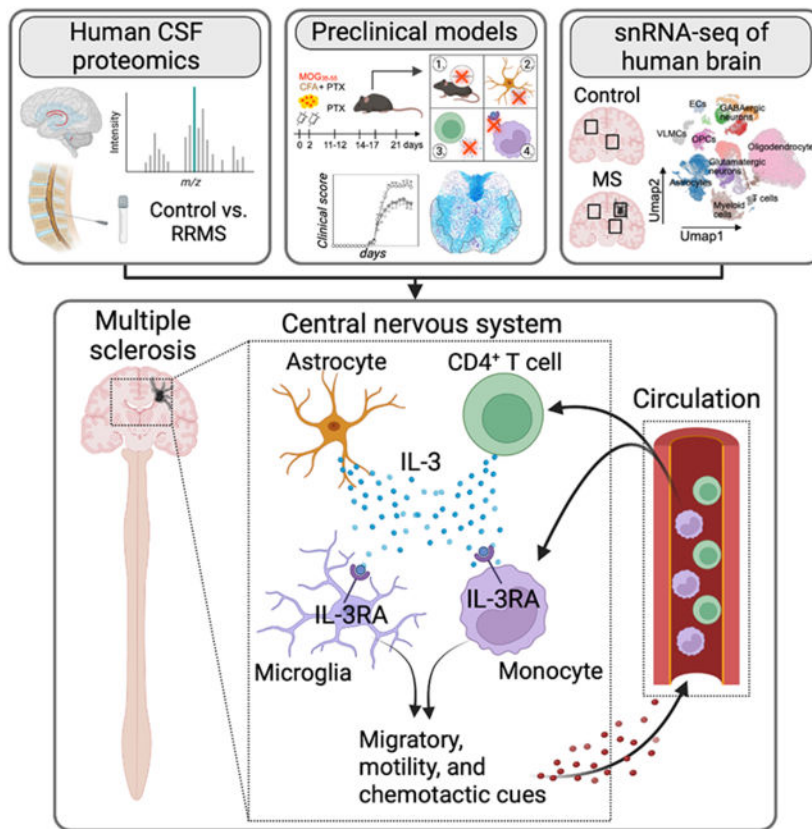 Human CSF
proteomics
Intensity
m/z
Control vs.
RRMS
Preclinical models
MOG35-55
CFA + PTX
PTX
0 2 11-12 14-17 21 days
1
2
3
4
Clinical score
days
snRNA-seq of
human brain
Control
MS
ECs
GABAergic
neurons
VLMCs
OPCs
Oligodendrocyte
Glutamatergic
neurons
Astrocytes
Myeloid
cells
T cells
Umap2
Umap1
Multiple
sclerosis
Central nervous system
Astrocyte
CD4+ T cell
Circulation
IL-3
IL-3RA
IL-3RA
Microglia
Monocyte
Migratory,
motility, and
chemotactic cues